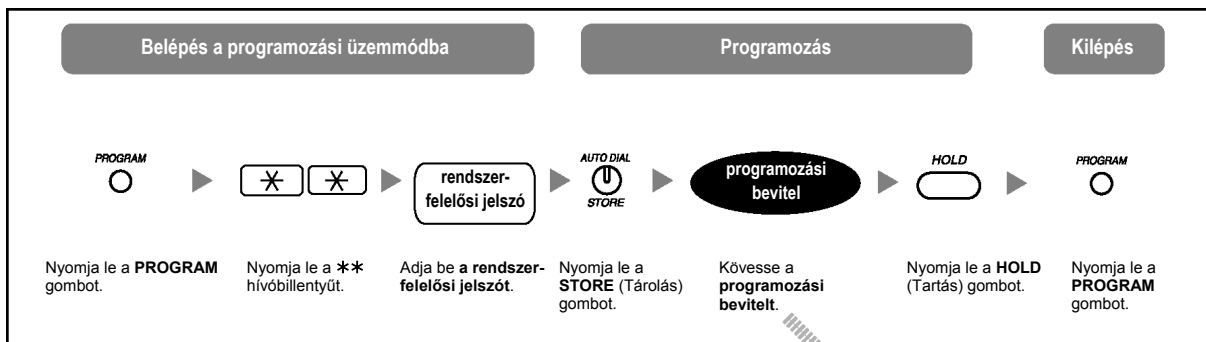 Belépés a programozási üzemmódba
Programozás
Kilépés
PROGRAM
rendszer-
felelősi jelszó
AUTO DIAL
STORE
programozási
bevitel
HOLD
PROGRAM
Nyomja le a PROGRAM
gombot.
Nyomja le a ✱✱
hívóbillentyűt.
Adja be a rendszer-
felelősi jelszót.
Nyomja le a
STORE (Tárolás)
gombot.
Kövesse a
programozási
bevitelt.
Nyomja le a HOLD
(Tartás) gombot.
Nyomja le a
PROGRAM
gombot.